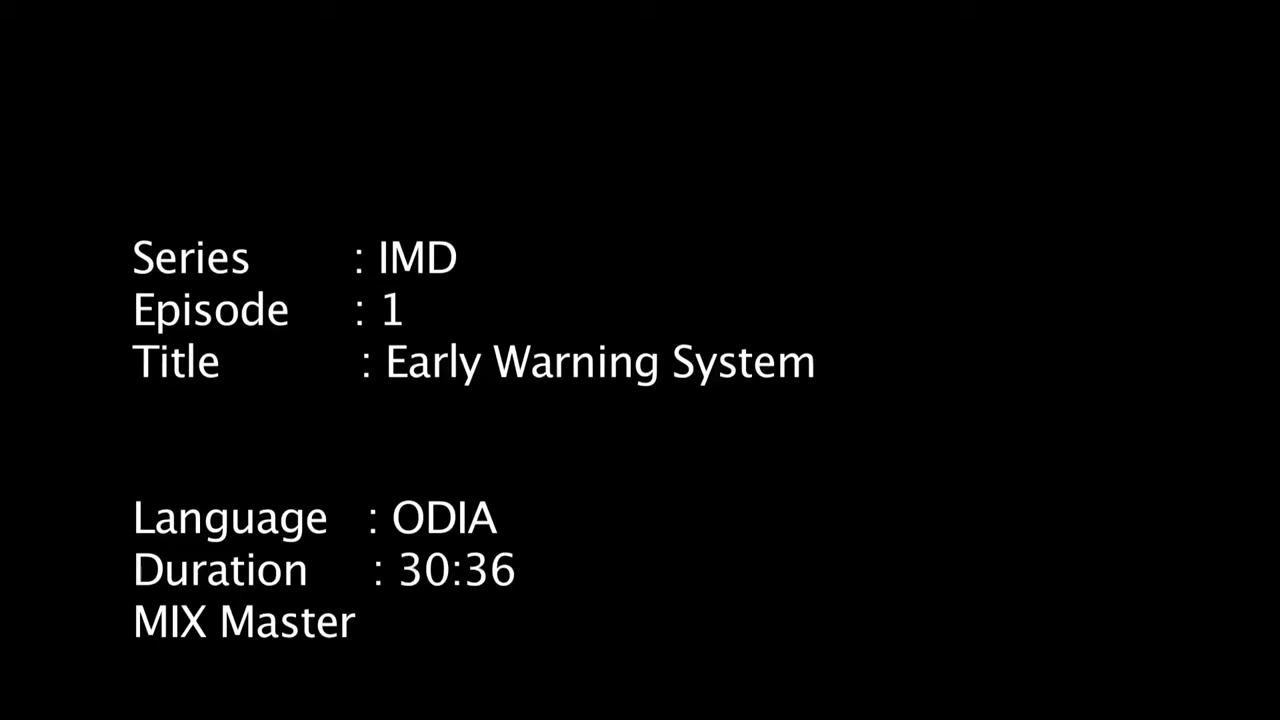 Series : IMD
Episode : 1
Title : Early Warning System
Language : ODIA
Duration : 30:36
MIX Master